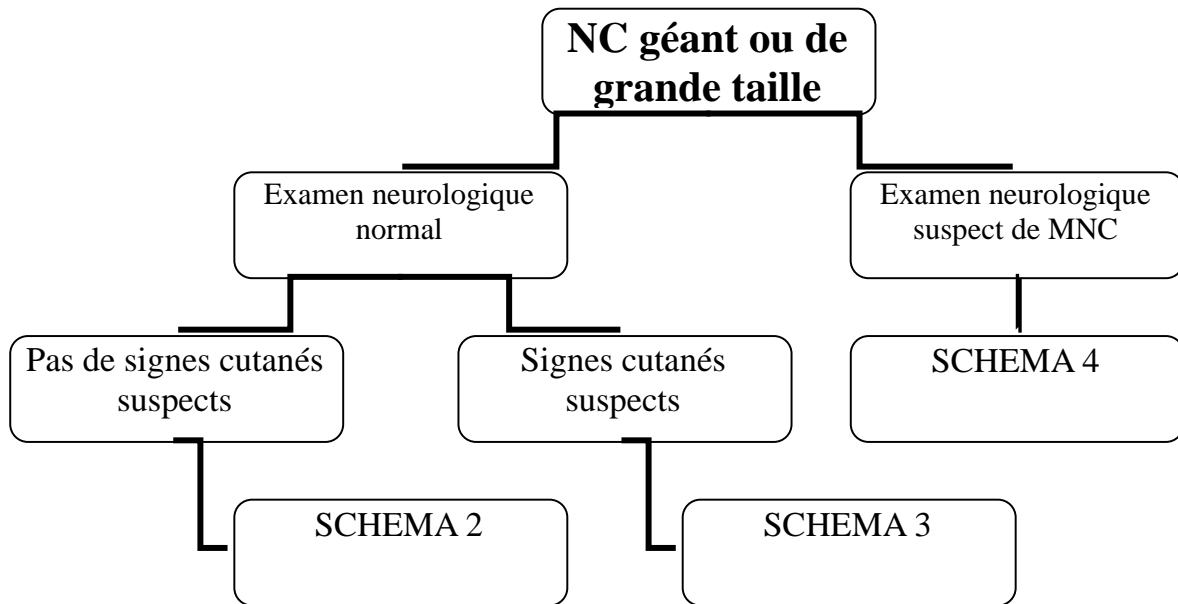 NC géant ou de
grande taille
Examen neurologique
normal
Examen neurologique
suspect de MNC
Pas de signes cutanés
suspects
Signes cutanés
suspects
SCHEMA 4
SCHEMA 2
SCHEMA 3